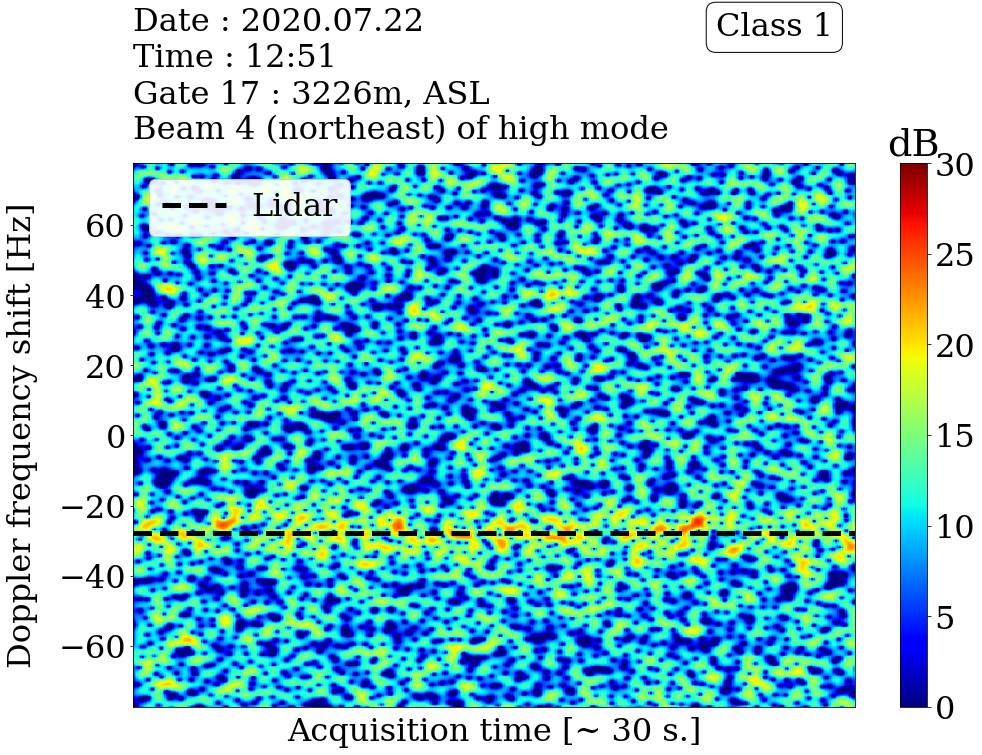 Date : 2020.07.22
Time : 12:51
Gate 17 : 3226m, ASL
Beam 4 (northeast) of high mode
Class 1
dB
Lidar
Doppler frequency shift [Hz]
60
40
20
0
−20
−40
−60
30
25
20
15
10
5
0
Acquisition time [~ 30 s.]